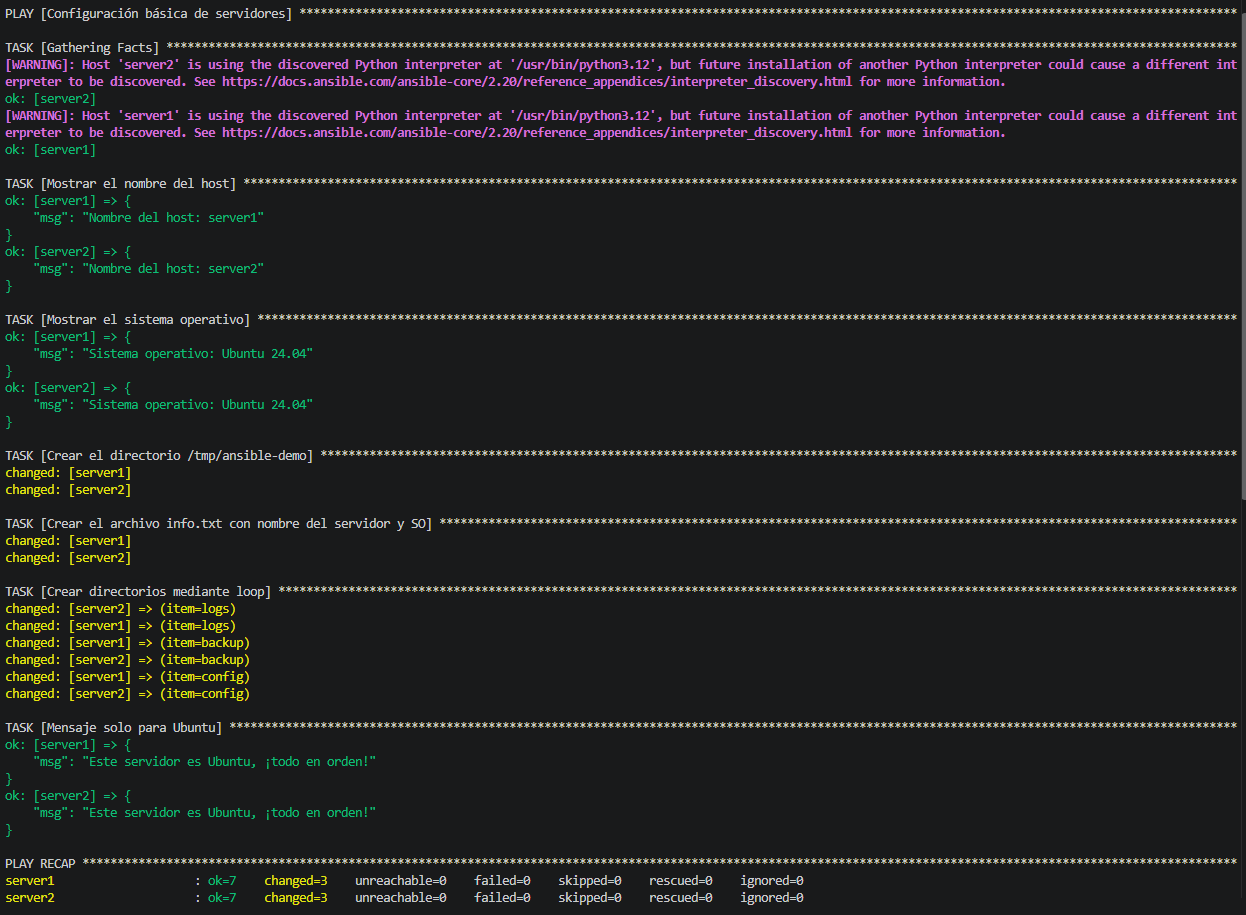 PLAY [Configuración básica de servidores] **************************************************************************************************************************************
TASK [Gathering Facts] *********************************************************************************************************************************************************
[WARNING]: Host 'server2' is using the discovered Python interpreter at '/usr/bin/python3.12', but future installation of another Python interpreter could cause a different int
erpreter to be discovered. See https://docs.ansible.com/ansible-core/2.20/reference_appendices/interpreter_discovery.html for more information.
ok: [server2]
[WARNING]: Host 'server1' is using the discovered Python interpreter at '/usr/bin/python3.12', but future installation of another Python interpreter could cause a different int
erpreter to be discovered. See https://docs.ansible.com/ansible-core/2.20/reference_appendices/interpreter_discovery.html for more information.
ok: [server1]
TASK [Mostrar el nombre del host] **********************************************************************************************************************************************
ok: [server1] => {
    "msg": "Nombre del host: server1"
}
ok: [server2] => {
    "msg": "Nombre del host: server2"
}
TASK [Mostrar el sistema operativo] ********************************************************************************************************************************************
ok: [server1] => {
    "msg": "Sistema operativo: Ubuntu 24.04"
}
ok: [server2] => {
    "msg": "Sistema operativo: Ubuntu 24.04"
}
TASK [Crear el directorio /tmp/ansible-demo] ***********************************************************************************************************************************
changed: [server1]
changed: [server2]
TASK [Crear el archivo info.txt con nombre del servidor y SO] ******************************************************************************************************************
changed: [server1]
changed: [server2]
TASK [Crear directorios mediante loop] *****************************************************************************************************************************************
changed: [server2] => (item=logs)
changed: [server1] => (item=logs)
changed: [server1] => (item=backup)
changed: [server2] => (item=backup)
changed: [server1] => (item=config)
changed: [server2] => (item=config)
TASK [Mensaje solo para Ubuntu] ************************************************************************************************************************************************
ok: [server1] => {
    "msg": "Este servidor es Ubuntu, ¡todo en orden!"
}
ok: [server2] => {
    "msg": "Este servidor es Ubuntu, ¡todo en orden!"
}
PLAY RECAP *********************************************************************************************************************************************************************
server1                    : ok=7    changed=3    unreachable=0    failed=0    skipped=0    rescued=0    ignored=0
server2                    : ok=7    changed=3    unreachable=0    failed=0    skipped=0    rescued=0    ignored=0